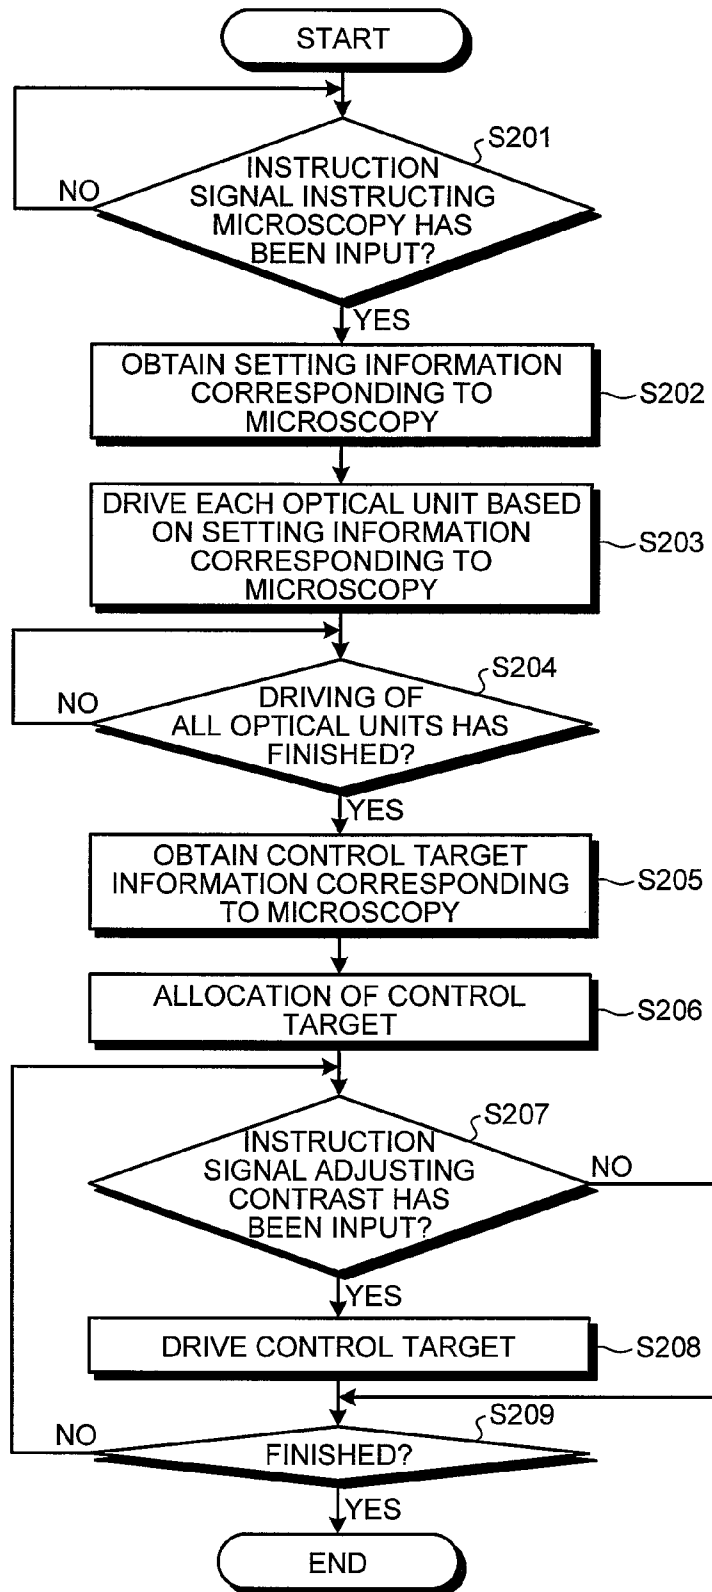 START
S201
INSTRUCTION
SIGNAL INSTRUCTING
MICROSCOPY HAS
BEEN INPUT?
NO
YES
OBTAIN SETTING INFORMATION
CORRESPONDING TO
MICROSCOPY
S202
DRIVE EACH OPTICAL UNIT BASED
ON SETTING INFORMATION
CORRESPONDING TO
MICROSCOPY
S203
S204
DRIVING OF
ALL OPTICAL UNITS HAS
FINISHED?
NO
YES
OBTAIN CONTROL TARGET
INFORMATION CORRESPONDING
TO MICROSCOPY
S205
ALLOCATION OF CONTROL
TARGET
S206
S207
INSTRUCTION
SIGNAL ADJUSTING
CONTRAST HAS
BEEN INPUT?
NO
YES
DRIVE CONTROL TARGET
S208
S209
NO
FINISHED?
YES
END